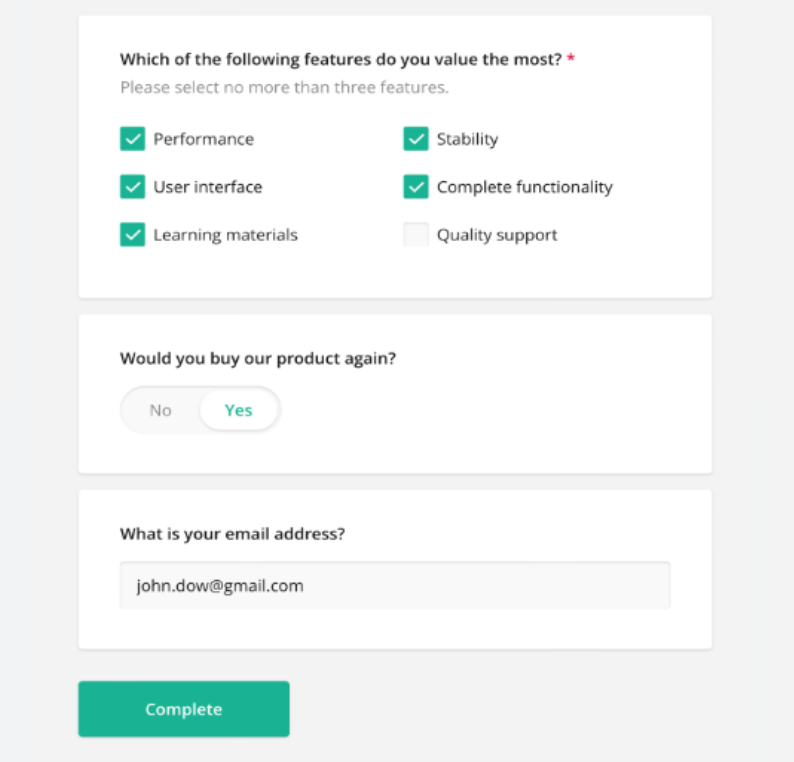 Which of the following features do you value the most? *
Please select no more than three features.
Performance
Stability
User interface
Complete functionality
Learning materials
Quality support
Would you buy our product again?
No
Yes
What is your email address?
john.dow@gmail.com
Complete